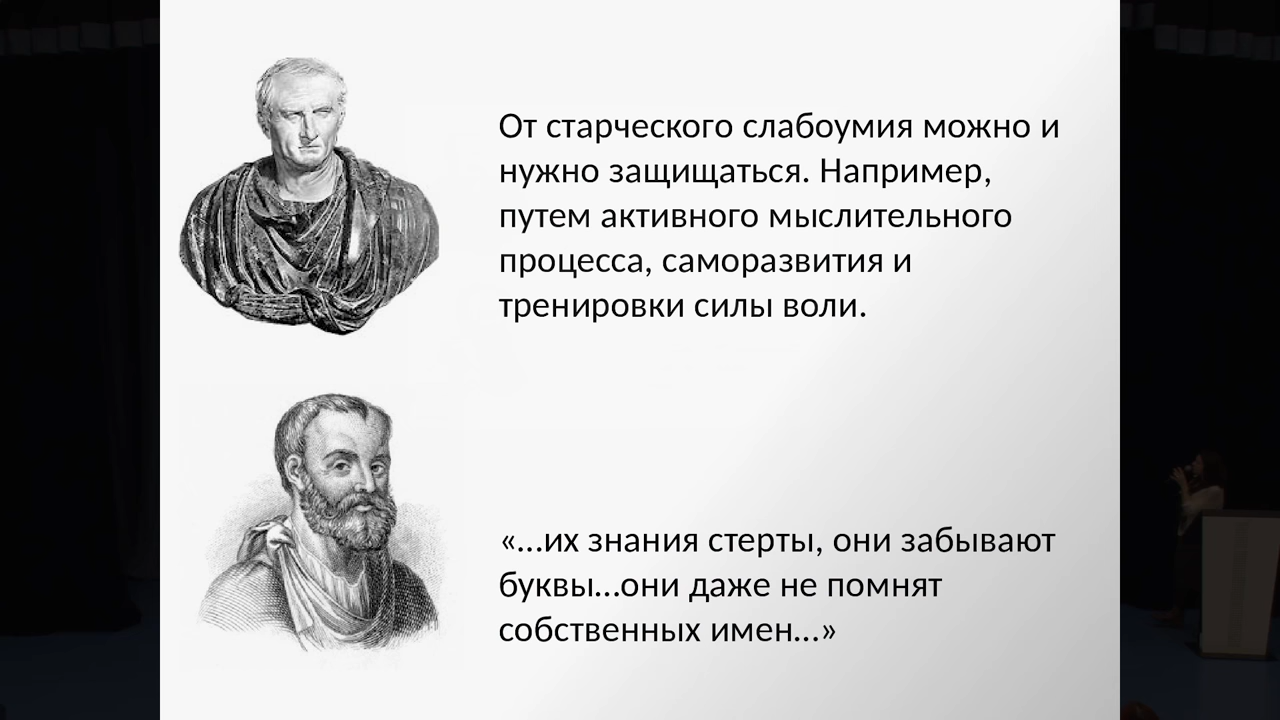 От старческого слабоумия можно и
нужно защищаться. Например,
путем активного мыслительного
процесса, саморазвития и
тренировки силы воли.
«...их знания стерты, они забывают
буквы...они даже не помнят
собственных имен...»